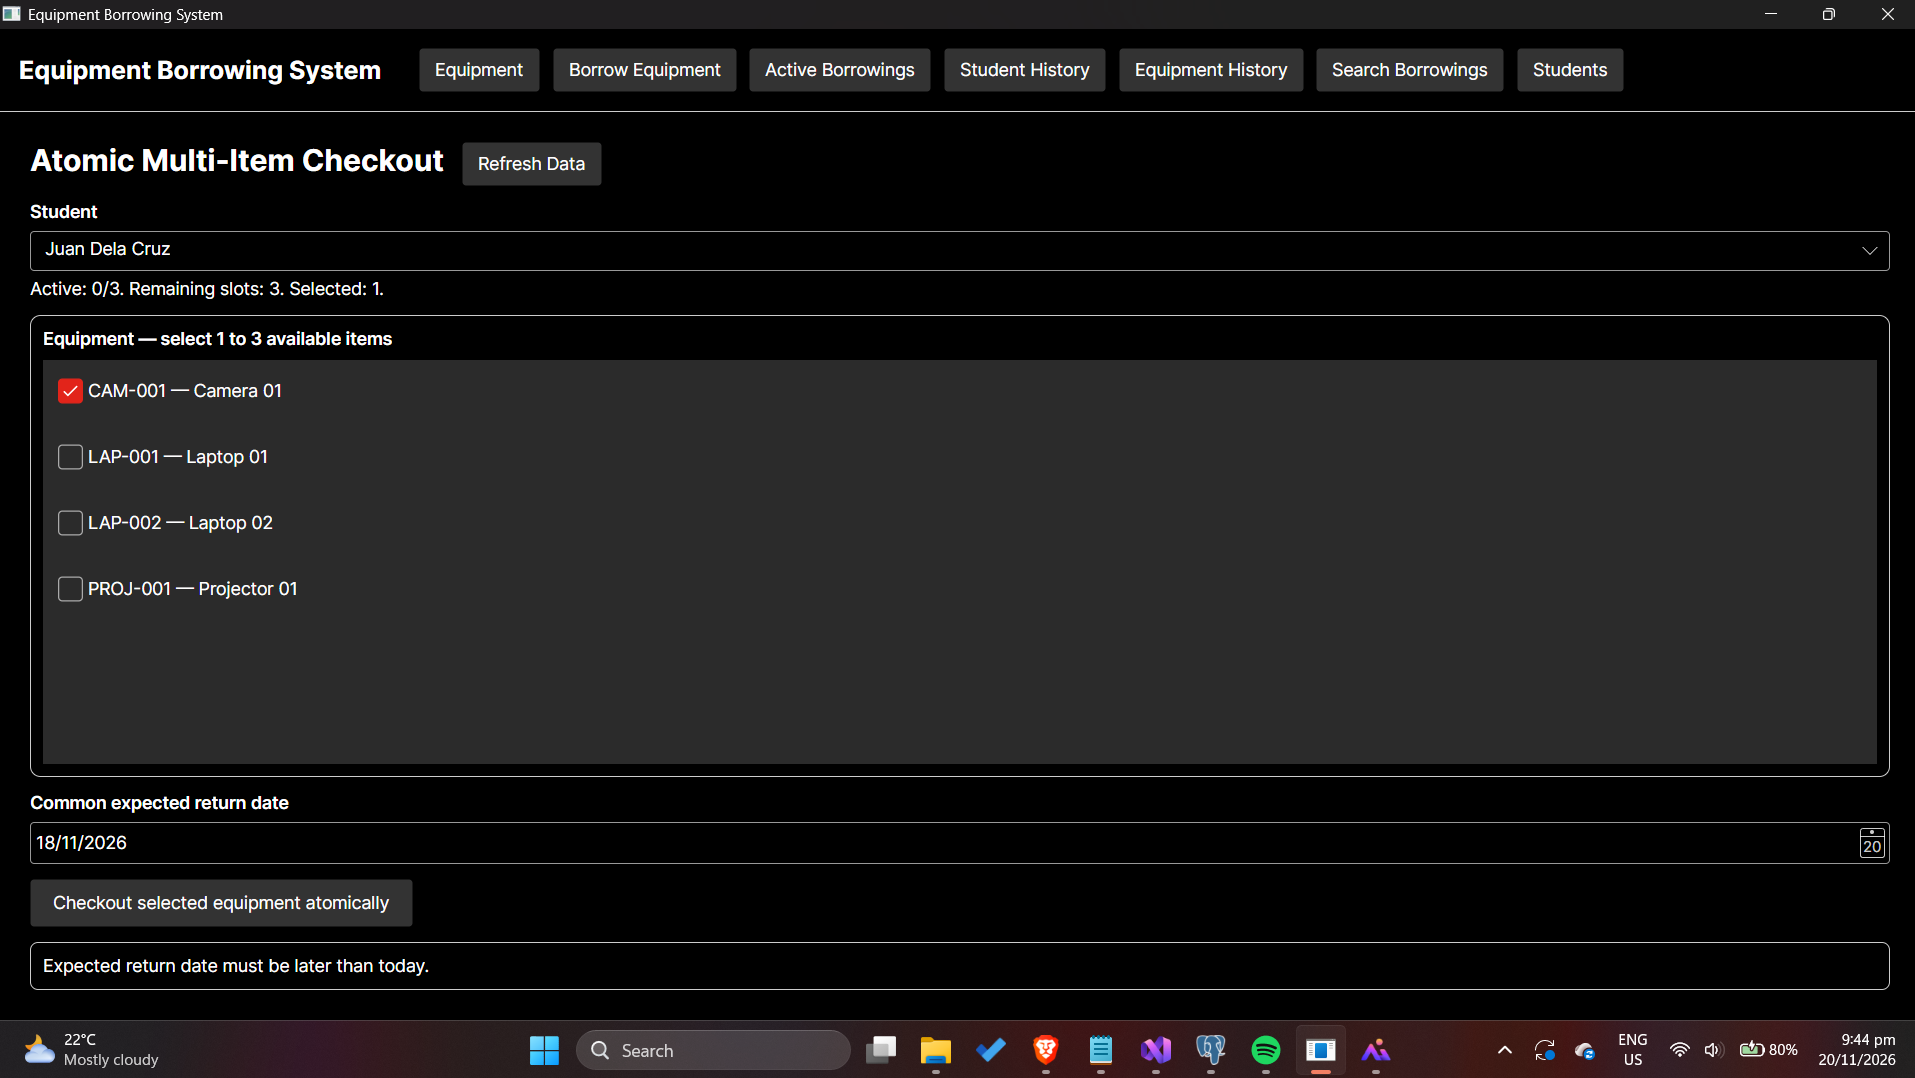 Equipment Borrowing System
Equipment Borrowing System
Equipment
Borrow Equipment
Active Borrowings
Student History
Equipment History
Search Borrowings
Students
Atomic Multi-Item Checkout
Refresh Data
Student
Juan Dela Cruz
Active: 0/3. Remaining slots: 3. Selected: 1.
Equipment — select 1 to 3 available items
CAM-001 — Camera 01
LAP-001 — Laptop 01
LAP-002 — Laptop 02
PROJ-001 — Projector 01
Common expected return date
18/11/2026
20
Checkout selected equipment atomically
Expected return date must be later than today.
22°C
Mostly cloudy
Search
ENG
US
80%
9:44 pm
20/11/2026